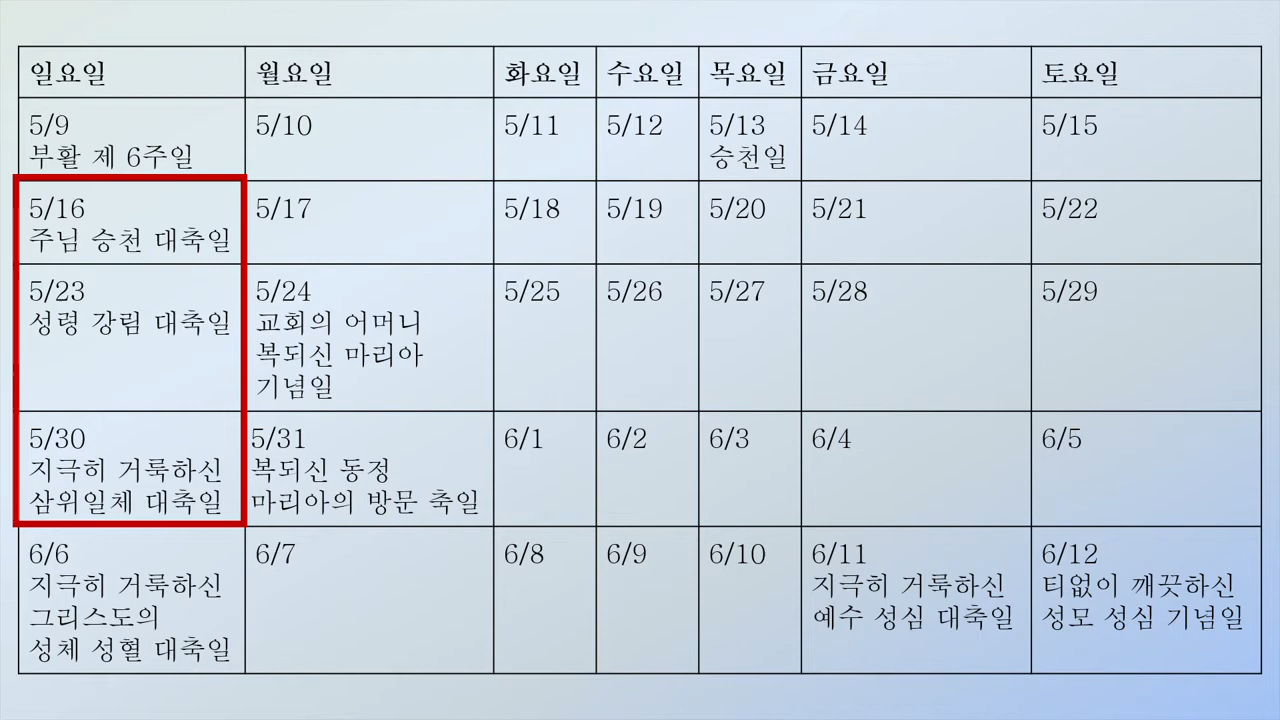 일요일 월요일 화요일 수요일 목요일 금요일 토요일
5/9
부활 제 6주일
5/10
5/11
5/12
5/13
승천일
5/14
5/15
5/16
주님 승천 대축일
5/17
5/18
5/19
5/20
5/21
5/22
5/23
성령 강림 대축일
5/24
교회의 어머니
복되신 마리아
기념일
5/25
5/26
5/27
5/28
5/29
5/30
지극히 거룩하신
삼위일체 대축일
5/31
복되신 동정
마리아의 방문 축일
6/1
6/2
6/3
6/4
6/5
6/6
지극히 거룩하신
그리스도의
성체 성혈 대축일
6/7
6/8
6/9
6/10
6/11
지극히 거룩하신
예수 성심 대축일
6/12
티없이 깨끗하신
성모 성심 기념일